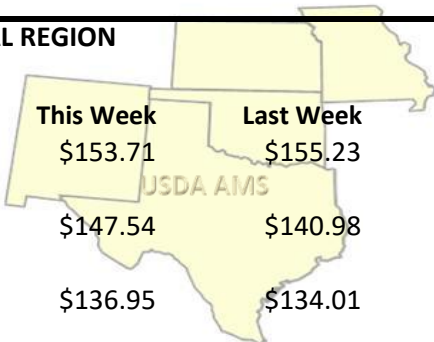 L REGION
This Week Last Week
$153.71 $155.23
USDA AMS
$147.54 $140.98
$136.95 $134.01